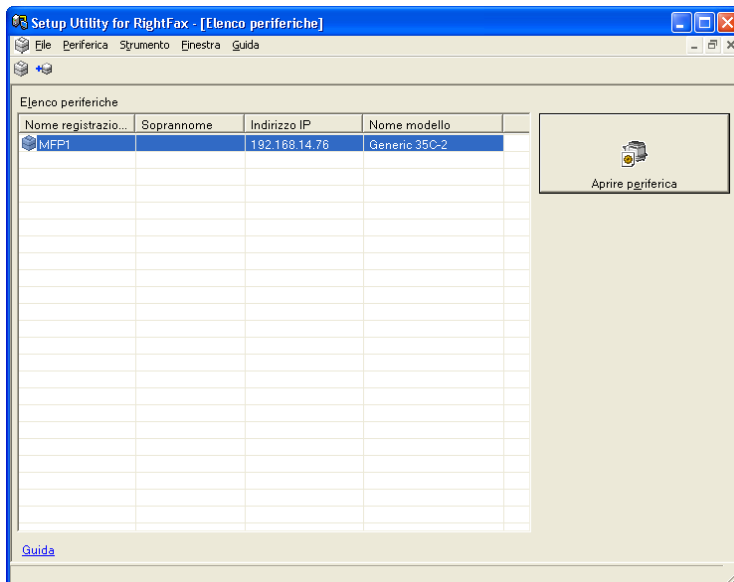 Setup Utility for RightFax - [Elenco periferiche]
File Periferica Strumento Finestra Guida
Elenco periferiche
Nome registrazio... Soprannome Indirizzo IP Nome modello
MFP1 192.168.14.76 Generic 35C-2
Aprire periferica
Guida